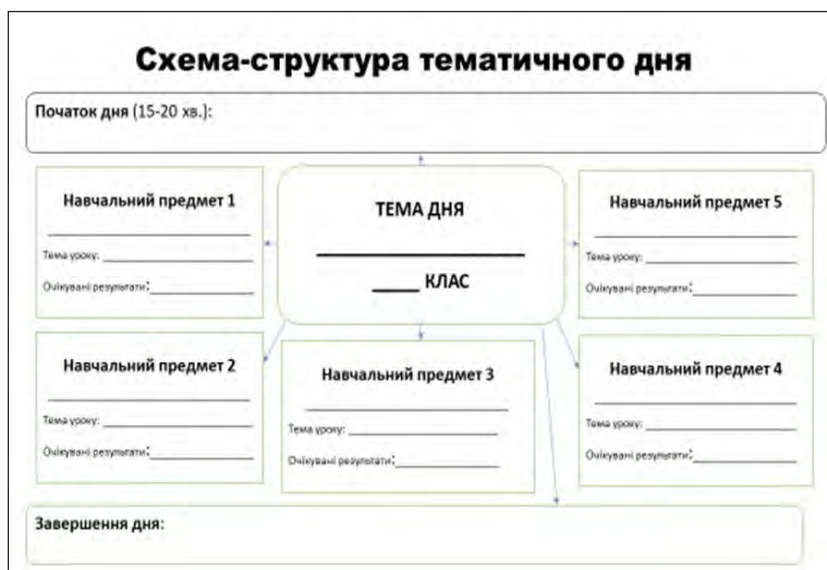 Схема-структура тематичного дня
Початок дня (15-20 хв.):
Навчальний предмет 1
Тема уроку:
Очікувані результати:
ТЕМА ДНЯ
КЛАС
Навчальний предмет 5
Тема уроку:
Очікувані результати:
Навчальний предмет 2
Тема уроку:
Очікувані результати:
Навчальний предмет 3
Тема уроку:
Очікувані результати:
Навчальний предмет 4
Тема уроку:
Очікувані результати:
Завершення дня: